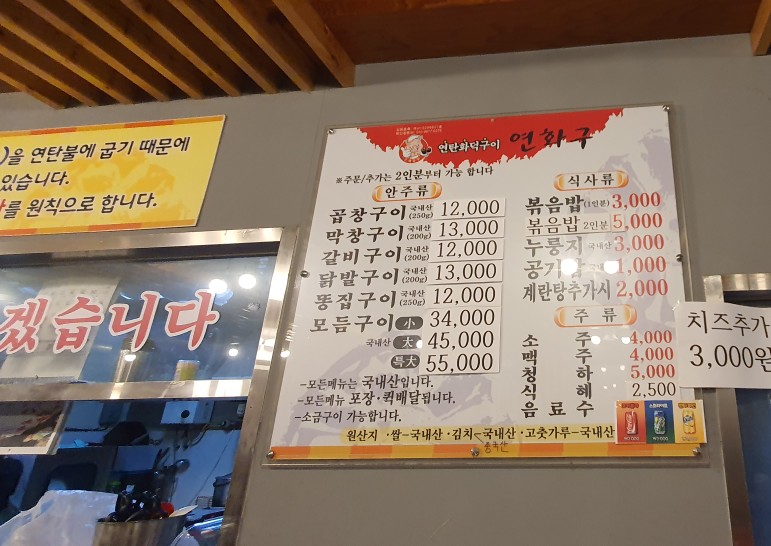 )을 연탄불에 굽기 때문에
있습니다.
를 원칙으로 합니다.
겠습니다
연탄화덕구이 연화구
※주문/추가는 2인분부터 가능 합니다
안주류
곱창구이 국내산 (250g) 12,000
막창구이 국내산 (200g) 13,000
갈비구이 국내산 (200g) 12,000
닭발구이 국내산 (200g) 13,000
똥집구이 국내산 (250g) 12,000
모듬구이 小 34,000
국내산 大 45,000
특大 55,000
-모든메뉴는 국내산입니다.
-모든메뉴 포장·퀵배달됩니다.
-소금구이 가능합니다.
식사류
볶음밥 (1인분) 3,000
볶음밥 2인분 5,000
누룽지 국내산 3,000
공기 1,000
계란탕추가시 2,000
주류
소주 4,000
맥주 4,000
청하 5,000
식혜 2,500
음료수
원산지 ·쌀-국내산 ·김치-국내산 ·고춧가루-국내산
중국산
치즈추가
3,000원